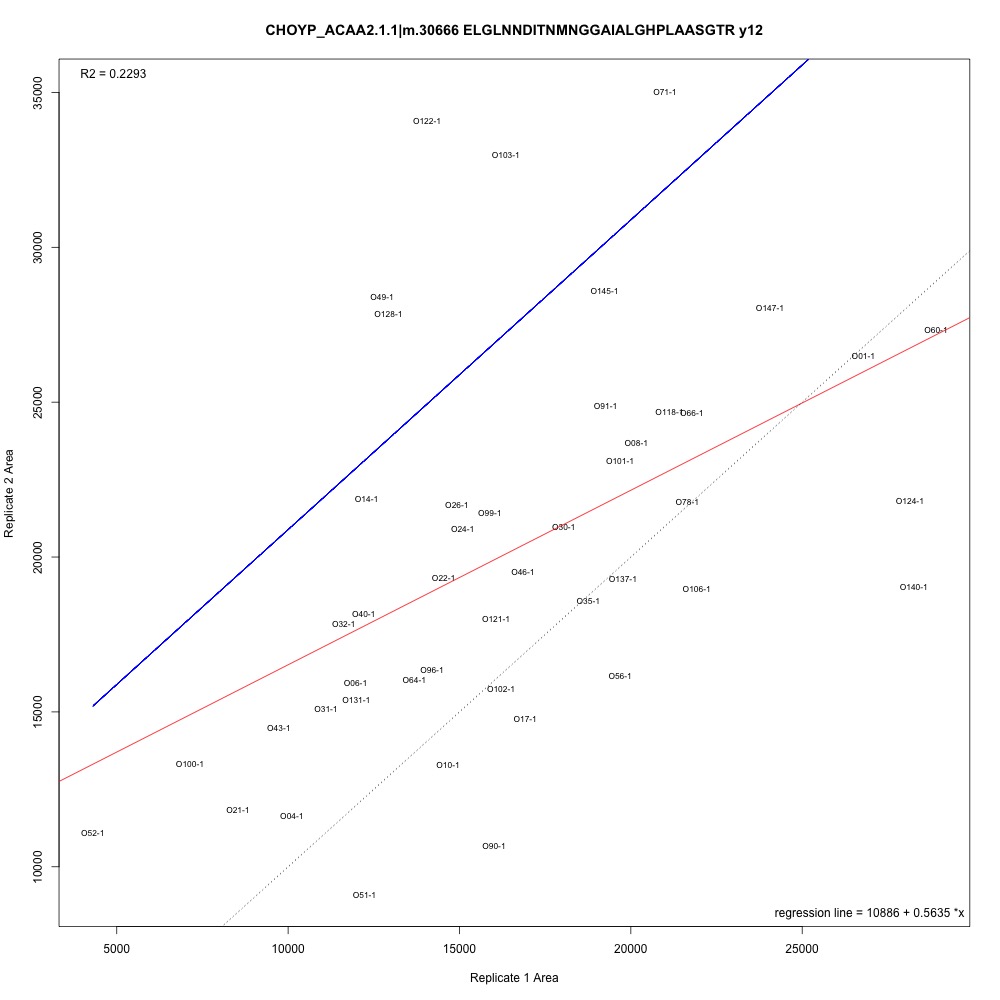 CHOYP_ACAA2.1.1|m.30666 ELGLNNDITNMNGGAIALGHPLAASGTR y12
R2 = 0.2293
O71-1
O122-1
O103-1
O145-1
O49-1
O147-1
O128-1
O60-1
O01-1
O91-1
O118-1
O66-1
O08-1
O101-1
O14-1
O26-1
O78-1
O124-1
O99-1
O24-1
O30-1
O46-1
O22-1
O137-1
O106-1
O140-1
O35-1
O40-1
O32-1
O121-1
O96-1
O56-1
O64-1
O06-1
O102-1
O131-1
O31-1
O17-1
O43-1
O100-1
O10-1
O21-1
O04-1
O52-1
O90-1
O51-1
regression line = 10886 + 0.5635 *x
35000
30000
25000
20000
15000
10000
Replicate 2 Area
5000 10000 15000 20000 25000
Replicate 1 Area